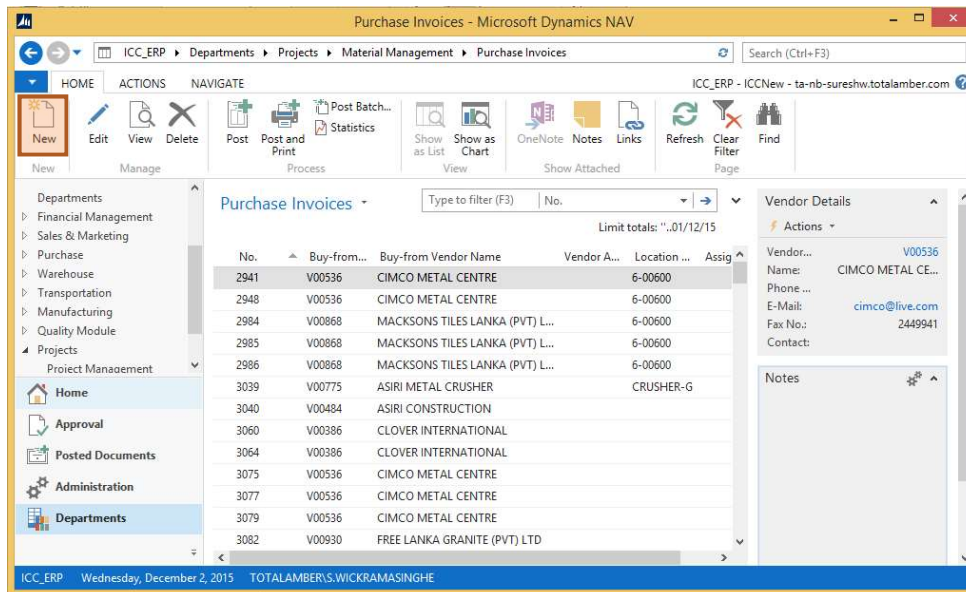 Purchase Invoices - Microsoft Dynamics NAV
ICC_ERP Departments Projects Material Management Purchase Invoices
Search (Ctrl+F3)
HOME ACTIONS NAVIGATE
ICC_ERP - ICCNew - ta-nb-sureshw.totalamber.com
New Edit View Delete Post Post and Print Post Batch... Statistics Show as List Show as Chart OneNote Notes Links Refresh Clear Filter Find
New Manage Process View Show Attached Page
Departments
Financial Management
Sales & Marketing
Purchase
Warehouse
Transportation
Manufacturing
Quality Module
Projects
Project Management
Home
Approval
Posted Documents
Administration
Departments
Purchase Invoices
Type to filter (F3) No.
Limit totals: ''..01/12/15
No. Buy-from... Buy-from Vendor Name Vendor A... Location ... Assig
2941 V00536 CIMCO METAL CENTRE 6-00600
2948 V00536 CIMCO METAL CENTRE 6-00600
2984 V00868 MACKSONS TILES LANKA (PVT) L... 6-00600
2985 V00868 MACKSONS TILES LANKA (PVT) L... 6-00600
2986 V00868 MACKSONS TILES LANKA (PVT) L... 6-00600
3039 V00775 ASIRI METAL CRUSHER CRUSHER-G
3040 V00484 ASIRI CONSTRUCTION
3060 V00386 CLOVER INTERNATIONAL
3064 V00386 CLOVER INTERNATIONAL
3075 V00536 CIMCO METAL CENTRE
3077 V00536 CIMCO METAL CENTRE
3079 V00536 CIMCO METAL CENTRE
3082 V00930 FREE LANKA GRANITE (PVT) LTD
Vendor Details
Actions
Vendor... V00536
Name: CIMCO METAL CE...
Phone ...
E-Mail: cimco@live.com
Fax No.: 2449941
Contact:
Notes
ICC_ERP Wednesday, December 2, 2015 TOTALAMBER\S.WICKRAMASINGHE